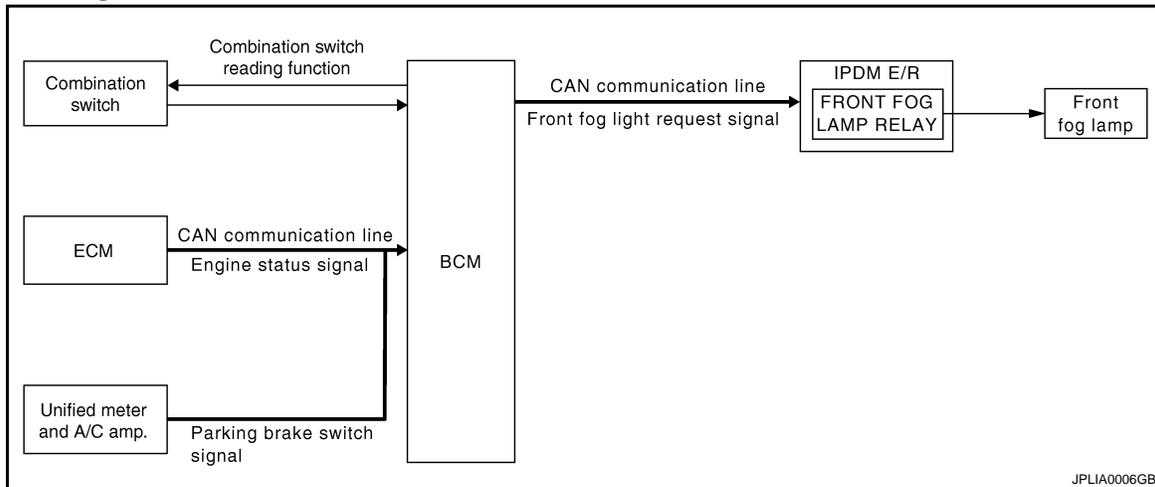 Combination switch
reading function
Combination
switch
CAN communication line
Front fog light request signal
IPDM E/R
FRONT FOG
LAMP RELAY
Front
fog lamp
ECM
CAN communication line
Engine status signal
BCM
Unified meter
and A/C amp.
Parking brake switch
signal
JPLIA0006GB